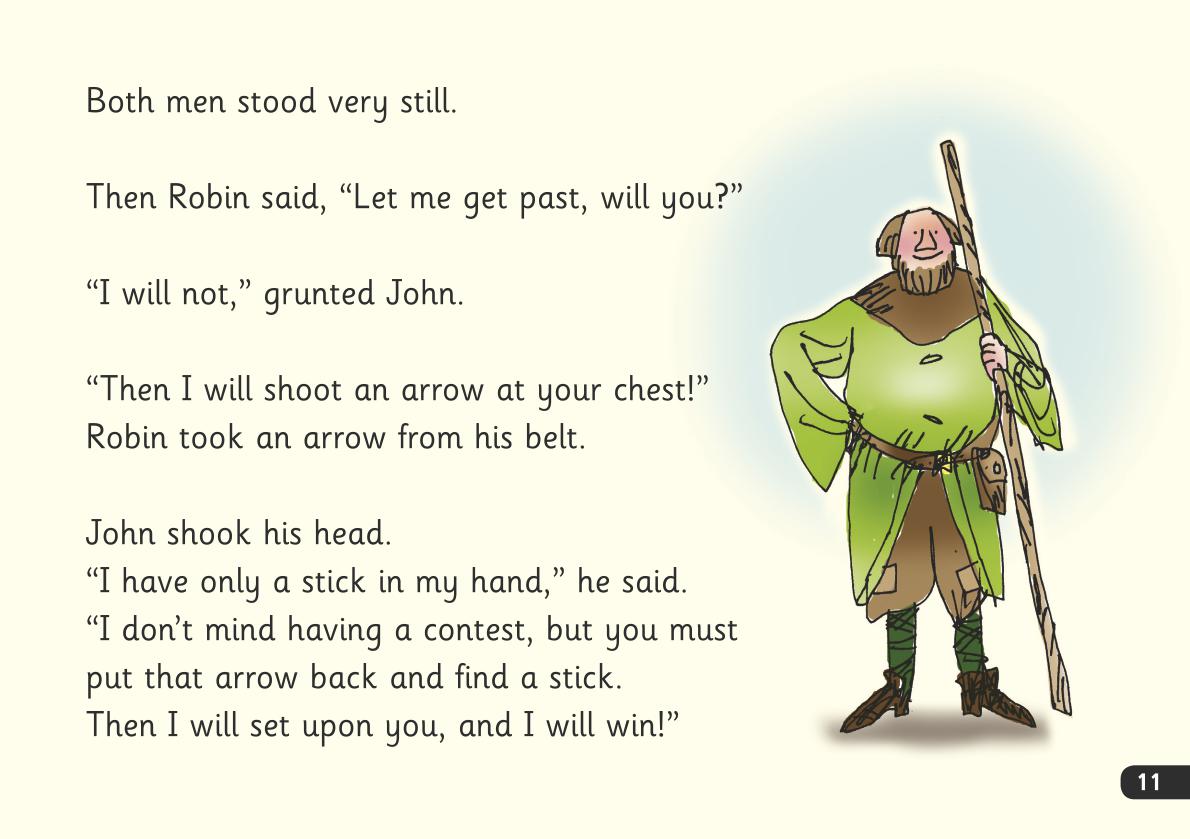 Both men stood very still.
Then Robin said, “Let me get past, will you?”
“I will not,” grunted John.
“Then I will shoot an arrow at your chest!”
Robin took an arrow from his belt.
John shook his head.
“I have only a stick in my hand,” he said.
“I don’t mind having a contest, but you must
put that arrow back and find a stick.
Then I will set upon you, and I will win!”
11